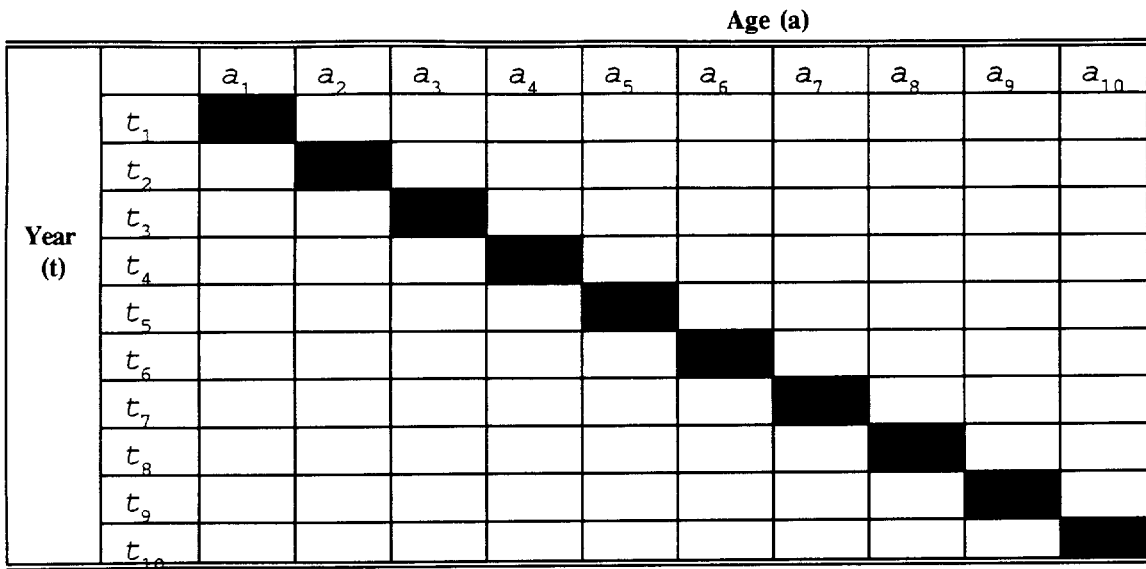 Age (a)
a₁ a₂ a₃ a₄ a₅ a₆ a₇ a₈ a₉ a₁₀
t₁
t₂
t₃
Year
(t)
t₄
t₅
t₆
t₇
t₈
t₉
t₁₀